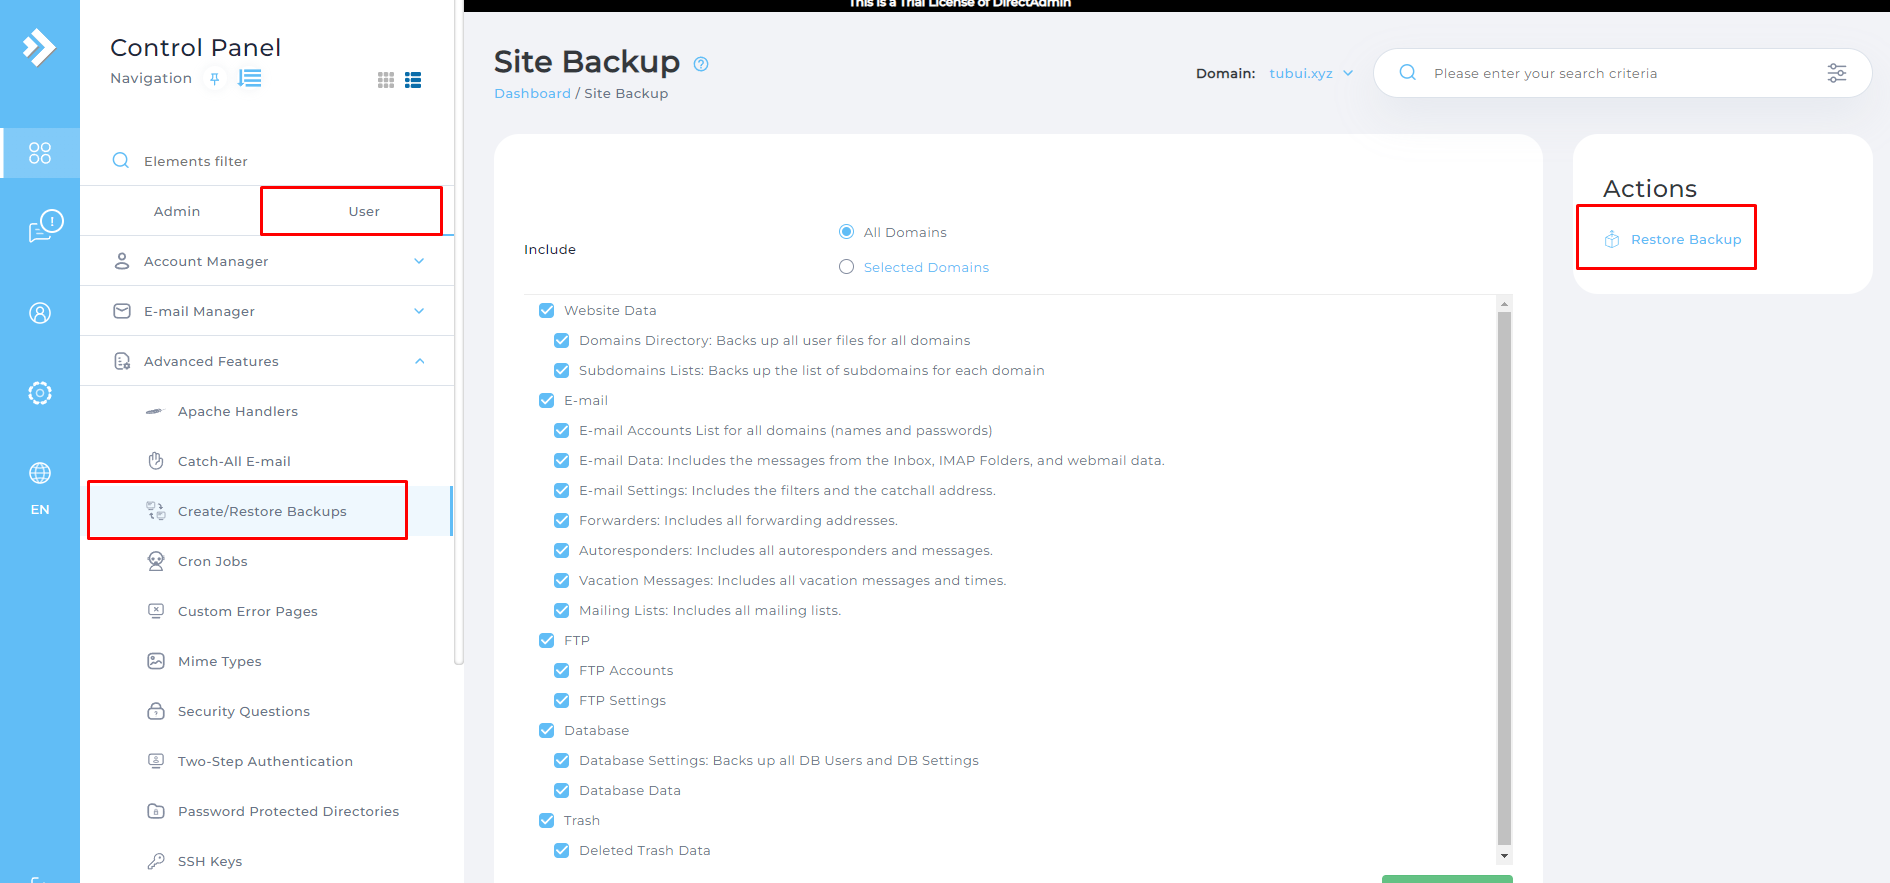 This is a Trial License of DirectAdmin
Control Panel
Navigation
Elements filter
Admin
User
Account Manager
E-mail Manager
Advanced Features
Apache Handlers
Catch-All E-mail
Create/Restore Backups
Cron Jobs
Custom Error Pages
Mime Types
Security Questions
Two-Step Authentication
Password Protected Directories
SSH Keys
EN
Site Backup
Dashboard / Site Backup
Domain: tubui.xyz
Please enter your search criteria
Include
All Domains
Selected Domains
Website Data
Domains Directory: Backs up all user files for all domains
Subdomains Lists: Backs up the list of subdomains for each domain
E-mail
E-mail Accounts List for all domains (names and passwords)
E-mail Data: Includes the messages from the Inbox, IMAP Folders, and webmail data.
E-mail Settings: Includes the filters and the catchall address.
Forwarders: Includes all forwarding addresses.
Autoresponders: Includes all autoresponders and messages.
Vacation Messages: Includes all vacation messages and times.
Mailing Lists: Includes all mailing lists.
FTP
FTP Accounts
FTP Settings
Database
Database Settings: Backs up all DB Users and DB Settings
Database Data
Trash
Deleted Trash Data
Actions
Restore Backup